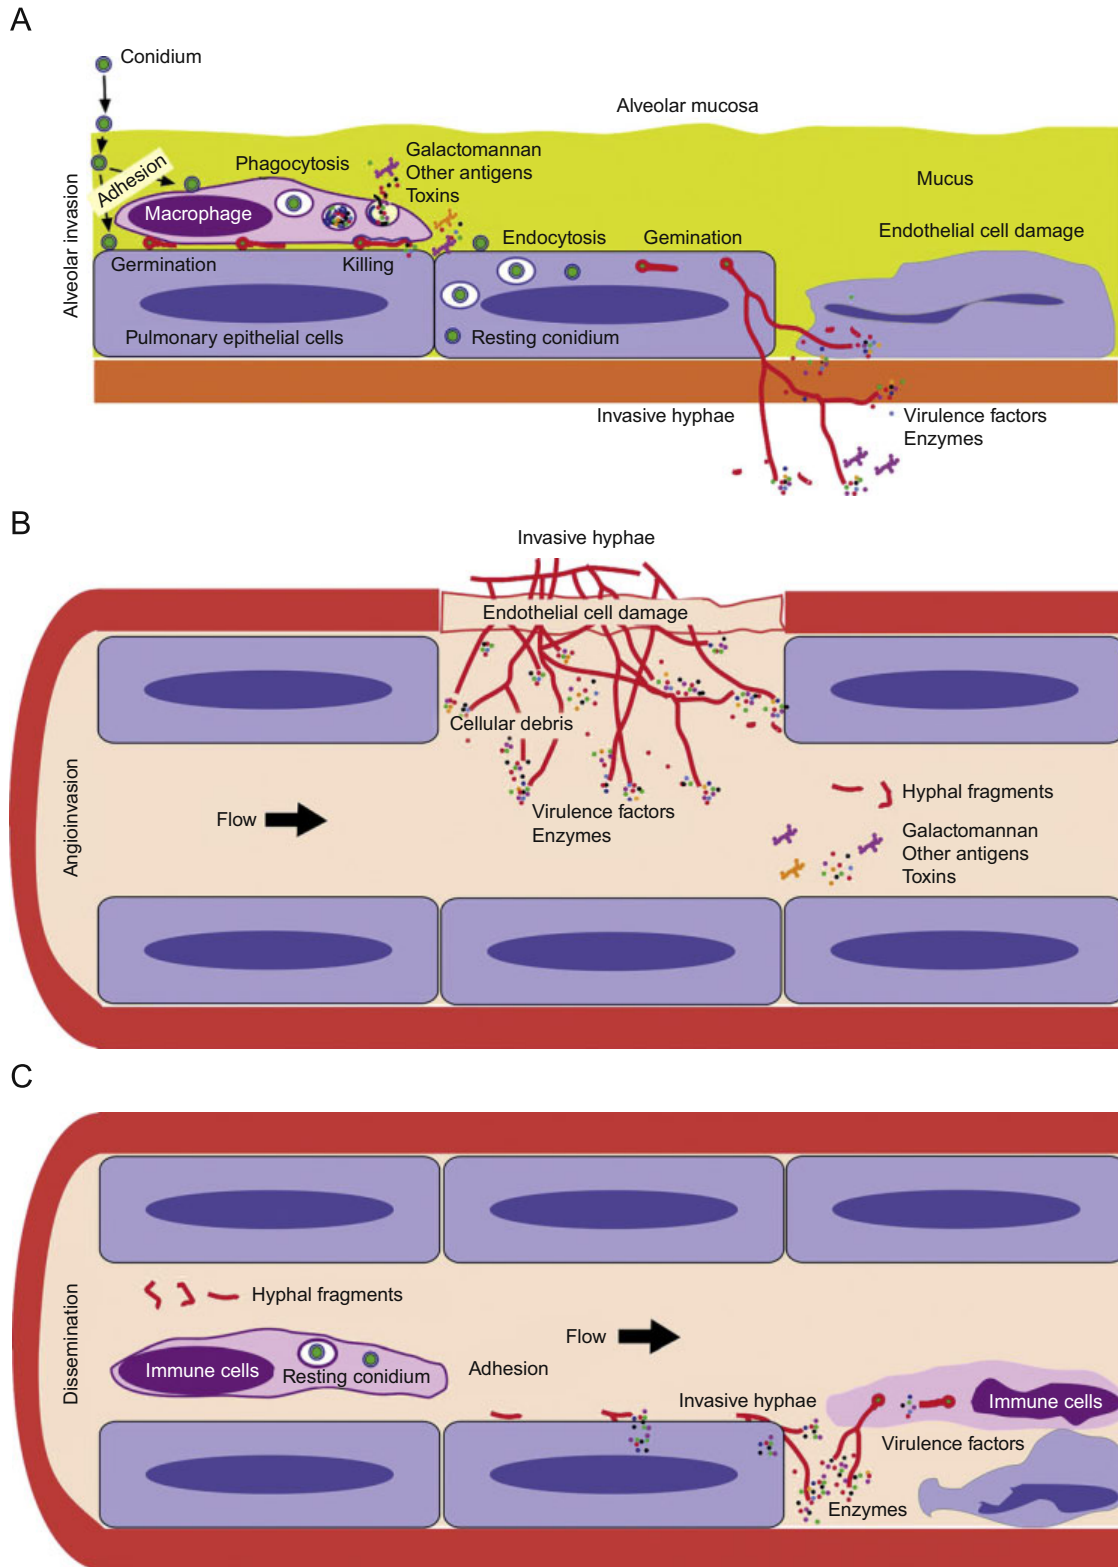 A
Conidium
Alveolar mucosa
Galactomannan
Other antigens
Toxins
Phagocytosis
Mucus
Adhesion
Macrophage
Endothelial cell damage
Endocytosis
Gemination
Alveolar invasion
Germination
Killing
Pulmonary epithelial cells
Resting conidium
Invasive hyphae
Virulence factors
Enzymes
B
Invasive hyphae
Endothelial cell damage
Cellular debris
Angioinvasion
Hyphal fragments
Flow
Virulence factors
Enzymes
Galactomannan
Other antigens
Toxins
C
Dissemination
Hyphal fragments
Flow
Immune cells
Resting conidium
Adhesion
Invasive hyphae
Immune cells
Virulence factors
Enzymes